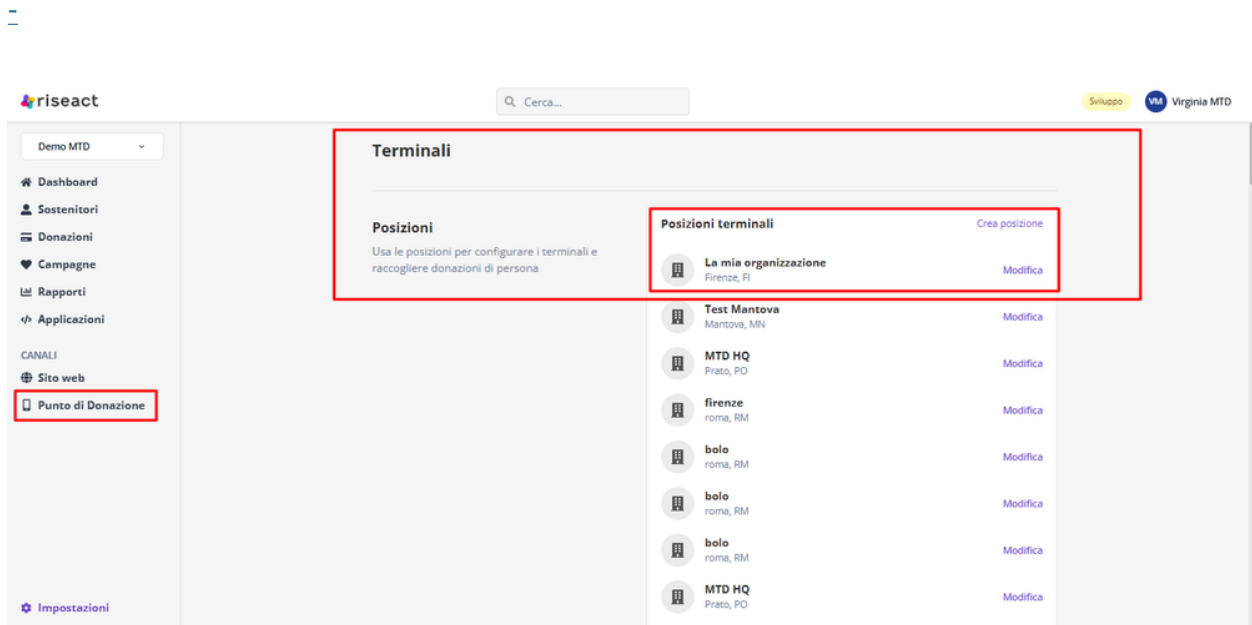 -
riseact
Cerca...
Sviluppo
VM
Virginia MTD
Demo MTD
Dashboard
Sostenitori
Donazioni
Campagne
Rapporti
Applicazioni
CANALI
Sito web
Punto di Donazione
Impostazioni
Terminali
Posizioni
Usa le posizioni per configurare i terminali e
raccogliere donazioni di persona
Posizioni terminali
Crea posizione
La mia organizzazione
Firenze, FI
Modifica
Test Mantova
Mantova, MN
Modifica
MTD HQ
Prato, PO
Modifica
firenze
roma, RM
Modifica
bolo
roma, RM
Modifica
bolo
roma, RM
Modifica
bolo
roma, RM
Modifica
MTD HQ
Prato, PO
Modifica